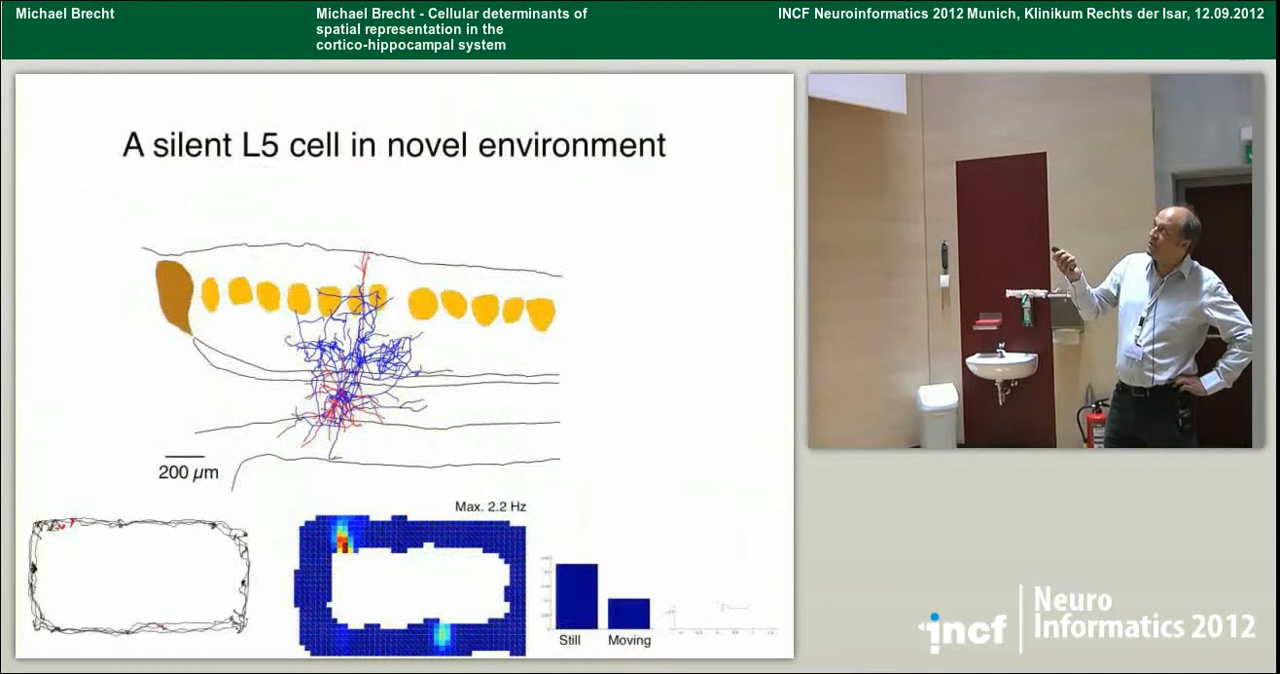 Michael Brecht
Michael Brecht - Cellular determinants of
spatial representation in the
cortico-hippocampal system
INCF Neuroinformatics 2012 Munich, Klinikum Rechts der Isar, 12.09.2012
A silent L5 cell in novel environment
200 µm
Max. 2.2 Hz
Still
Moving
incf
Neuro
Informatics 2012